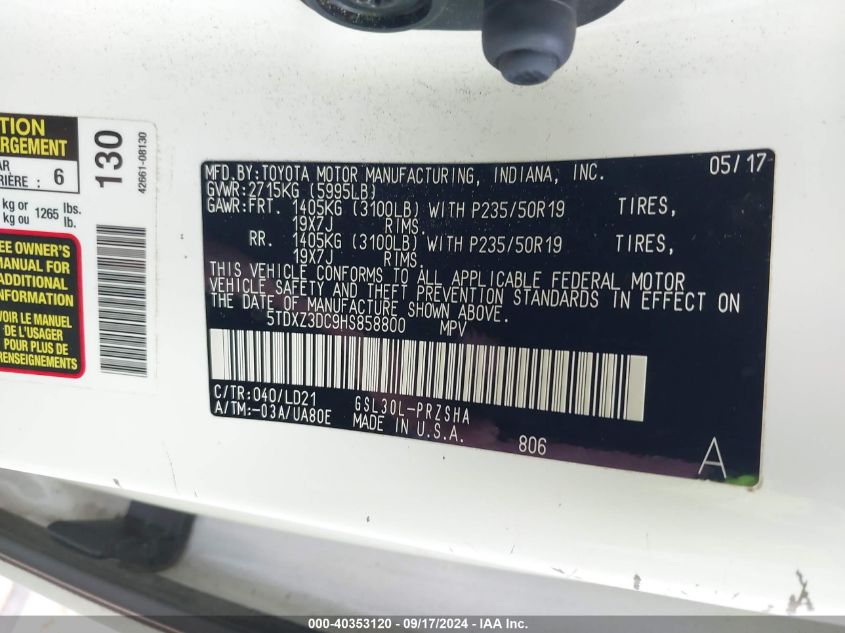 TION
RGEMENT
AR
RIÈRE : 6
kg or 1265 lbs.
kg ou lb.
130
42661-08130
EE OWNER'S
MANUAL FOR
ADDITIONAL
INFORMATION
VOIR LE MANUEL
DE L'USAGER
POUR PLUS DE
RENSEIGNEMENTS
MFD.BY:TOYOTA MOTOR MANUFACTURING, INDIANA, INC. 05/17
GVWR:2715KG (5995LB)
GAWR:FRT. 1405KG (3100LB) WITH P235/50R19 TIRES,
19X7J RIMS.
RR. 1405KG (3100LB) WITH P235/50R19 TIRES,
19X7J RIMS.
THIS VEHICLE CONFORMS TO ALL APPLICABLE FEDERAL MOTOR
VEHICLE SAFETY AND THEFT PREVENTION STANDARDS IN EFFECT ON
THE DATE OF MANUFACTURE SHOWN ABOVE.
5TDXZ3DC9HS858800 MPV
C/TR:040/LD21 GSL30L-PRZSHA
A/TM:-03A/UA80E MADE IN U.S.A.
806
A
000-40353120 - 09/17/2024 - IAA Inc.